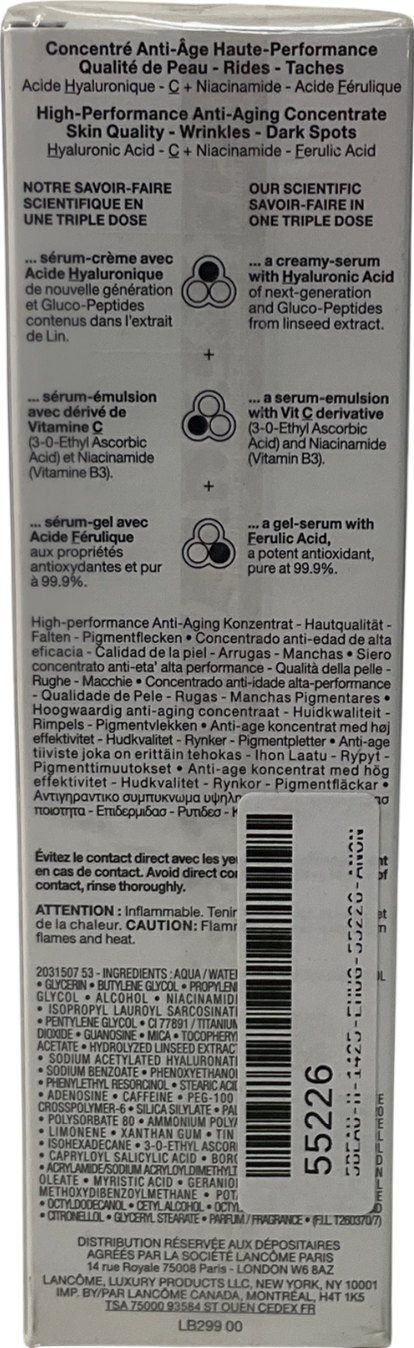 Concentré Anti-Âge Haute-Performance
Qualité de Peau - Rides - Taches
Acide Hyaluronique - C + Niacinamide - Acide Férulique
High-Performance Anti-Aging Concentrate
Skin Quality - Wrinkles - Dark Spots
Hyaluronic Acid - C + Niacinamide - Ferulic Acid
NOTRE SAVOIR-FAIRE
SCIENTIFIQUE EN
UNE TRIPLE DOSE
OUR SCIENTIFIC
SAVOIR-FAIRE IN
ONE TRIPLE DOSE
... sérum-crème avec
Acide Hyaluronique
de nouvelle génération
et Gluco-Peptides
contenus dans l'extrait
de Lin.
... a creamy-serum
with Hyaluronic Acid
of next-generation
and Gluco-Peptides
from linseed extract.
+
... sérum-émulsion
avec dérivé de
Vitamine C
(3-0-Ethyl Ascorbic
Acid) et Niacinamide
(Vitamine B3).
... a serum-emulsion
with Vit C derivative
(3-0-Ethyl Ascorbic
Acid) and Niacinamide
(Vitamin B3).
+
... sérum-gel avec
Acide Férulique
aux propriétés
antioxydantes et pur
à 99.9%.
... a gel-serum with
Ferulic Acid,
a potent antioxidant,
pure at 99.9%.
High-performance Anti-Aging Konzentrat - Hautqualität -
Falten - Pigmentflecken • Concentrado anti-edad de alta
eficacia - Calidad de la piel - Arrugas - Manchas • Siero
concentrato anti-eta' alta performance - Qualità della pelle -
Rughe - Macchie • Concentrado anti-idade alta-performance
- Qualidade de Pele - Rugas - Manchas Pigmentares •
Hoogwaardig anti-aging concentraat - Huidkwaliteit -
Rimpels - Pigmentvlekken • Anti-age koncentrat med høj
effektivitet - Hudkvalitet - Rynker - Pigmentpletter • Anti-age
tiiviste joka on erittäin tehokas - Ihon Laatu - Rypyt -
Pigmenttimuutokset • Anti-age koncentrat med hög
effektivitet - Hudkvalitet - Rynkor - Pigmentfläckar •
Αντιγηραντικο συμπυκνωμα
ποιοτητα - Επιδερμιδασ - Ρυτιδεσ -
Évitez le contact direct avec les
en cas de contact. Avoid direct
contact, rinse thoroughly.
ATTENTION : Inflammable.
de la chaleur. CAUTION:
flames and heat.
2031507 53 - INGREDIENTS : AQUA /
• GLYCERIN • BUTYLENE GLYCOL •
GLYCOL • ALCOHOL •
• ISOPROPYL LAUROYL
• PENTYLENE GLYCOL • CI 77891 /
DIOXIDE • GUANOSINE • MICA •
ACETATE • HYDROLYZED LINSEED
• SODIUM ACETYLATED
• SODIUM BENZOATE •
• PHENYLETHYL RESORCINOL • STEARIC
• ADENOSINE • CAFFEINE • PEG-100
CROSSPOLYMER-6 • SILICA SILYLATE •
• POLYSORBATE 80 • AMMONIUM
• LIMONENE • XANTHAN GUM • TIN
• ISOHEXADECANE • 3-O-ETHYL
• CAPRYLOYL SALICYLIC ACID •
• ACRYLAMIDE/SODIUM
OLEATE • MYRISTIC ACID •
METHOXYDIBENZOYLMETHANE •
• OCTYLDODECANOL • CETYL ALCOHOL •
• CITRONELLOL • GLYCERYL STEARATE • PARFUM / FRAGRANCE • (F.I.L. T260370/7)
55226
DISTRIBUTION RÉSERVÉE AUX DÉPOSITAIRES
AGRÉÉS PAR LA SOCIÉTÉ LANCÔME PARIS
14 rue Royale 75008 Paris - LONDON W6 8AZ
LANCÔME, LUXURY PRODUCTS LLC, NEW YORK, NY 10001
IMP. BY/PAR LANCÔME CANADA, MONTRÉAL, H4T 1K5
TSA 75000 93584 ST OUEN CEDEX FR
LB299 00